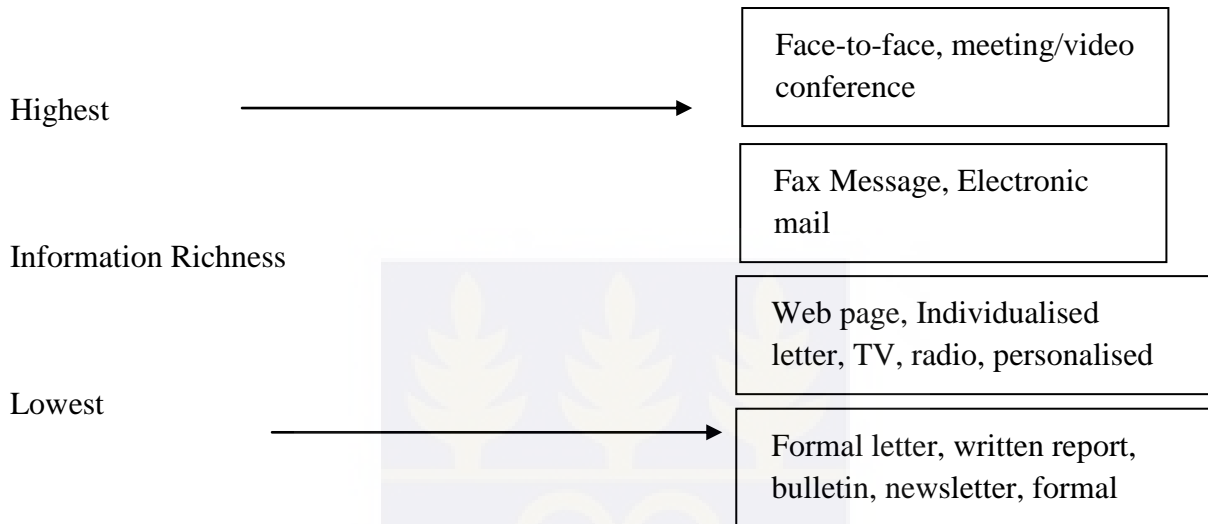 Highest
Face-to-face, meeting/video
conference
Information Richness
Fax Message, Electronic
mail
Web page, Individualised
letter, TV, radio, personalised
Lowest
Formal letter, written report,
bulletin, newsletter, formal